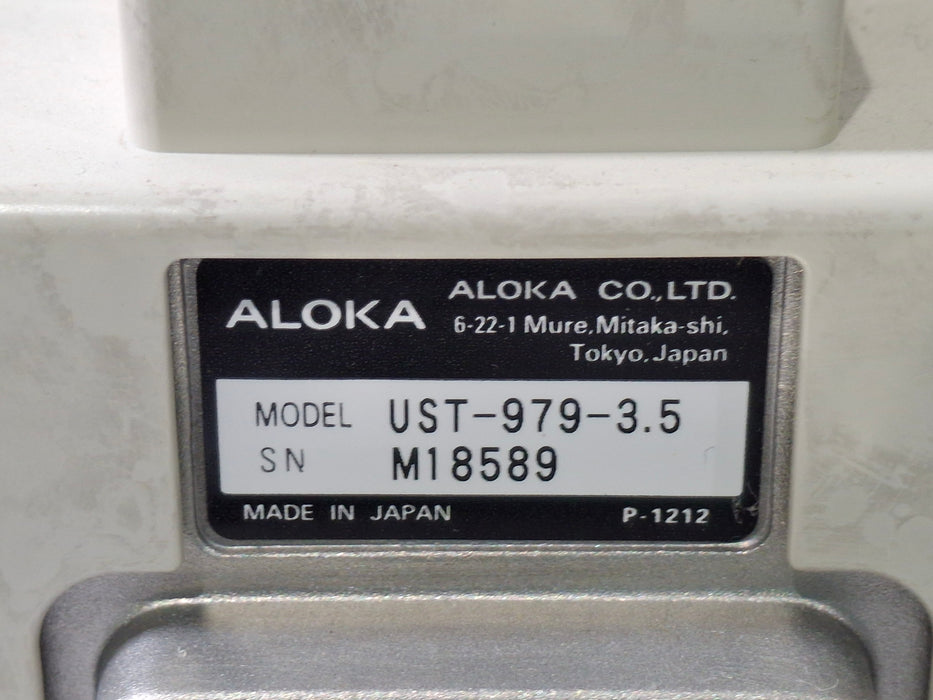 ALOKA
ALOKA CO.,LTD.
6-22-1 Mure,Mitaka-shi,
Tokyo,Japan
MODEL UST-979-3.5
SN M18589
MADE IN JAPAN P-1212